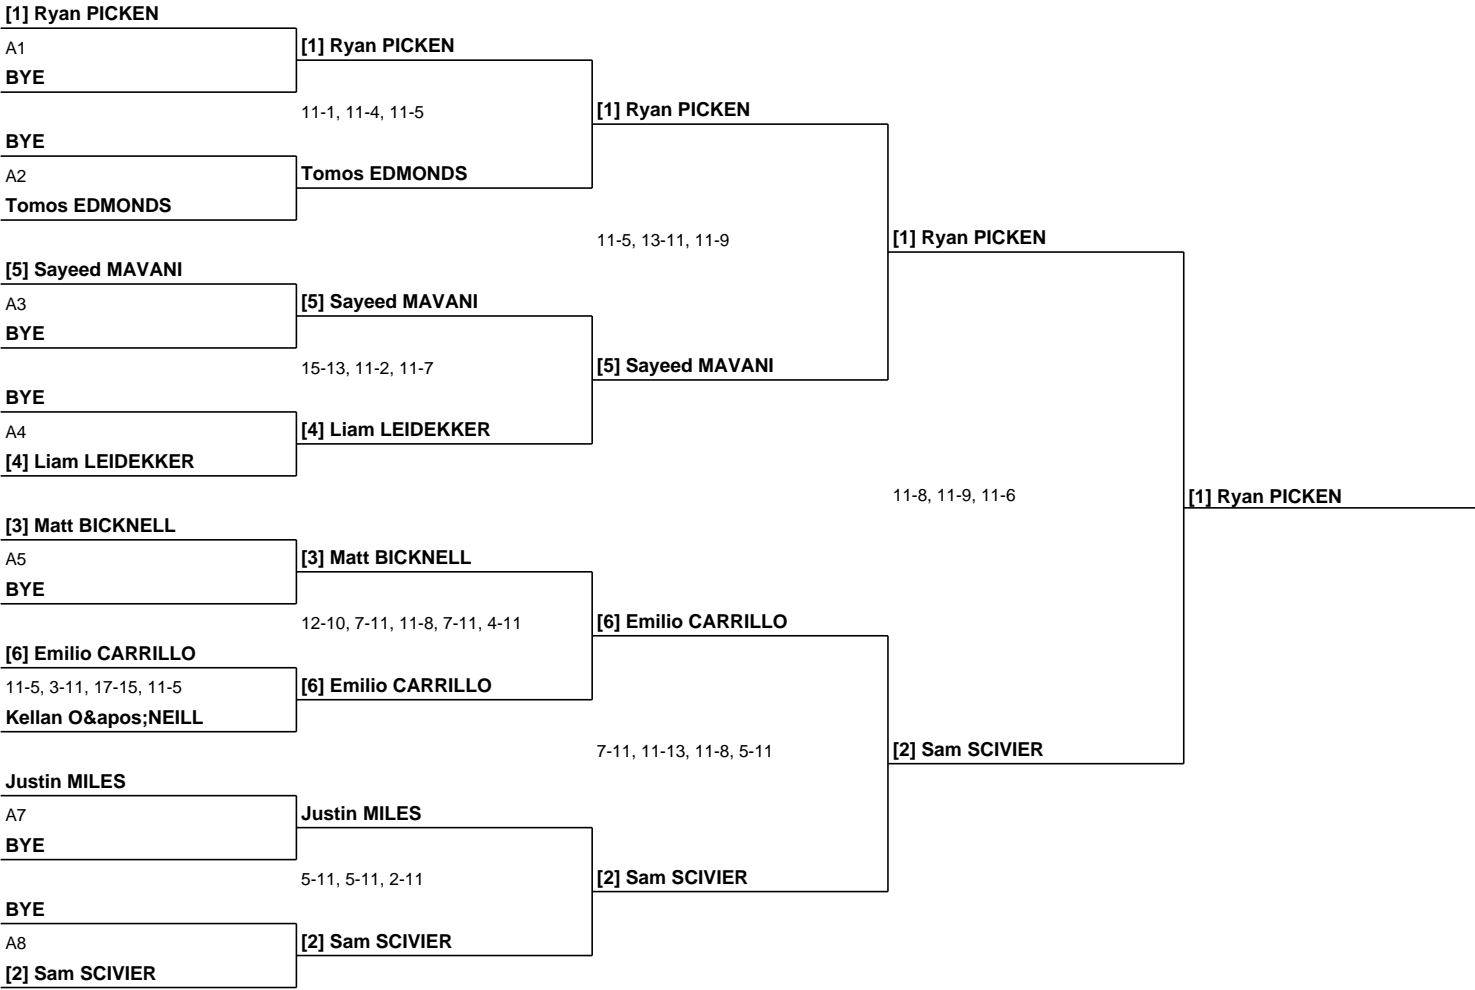 [1] Ryan PICKEN
A1
BYE
BYE
A2
Tomos EDMONDS
[5] Sayeed MAVANI
A3
BYE
BYE
A4
[4] Liam LEIDEKKER
[3] Matt BICKNELL
A5
BYE
[6] Emilio CARRILLO
11-5, 3-11, 17-15, 11-5
Kellan O&apos;NEILL
Justin MILES
A7
BYE
BYE
A8
[2] Sam SCIVIER
[1] Ryan PICKEN
11-1, 11-4, 11-5
Tomos EDMONDS
[5] Sayeed MAVANI
15-13, 11-2, 11-7
[4] Liam LEIDEKKER
[3] Matt BICKNELL
12-10, 7-11, 11-8, 7-11, 4-11
[6] Emilio CARRILLO
Justin MILES
5-11, 5-11, 2-11
[2] Sam SCIVIER
[1] Ryan PICKEN
11-5, 13-11, 11-9
[5] Sayeed MAVANI
[6] Emilio CARRILLO
7-11, 11-13, 11-8, 5-11
[2] Sam SCIVIER
[1] Ryan PICKEN
11-8, 11-9, 11-6
[2] Sam SCIVIER
[1] Ryan PICKEN